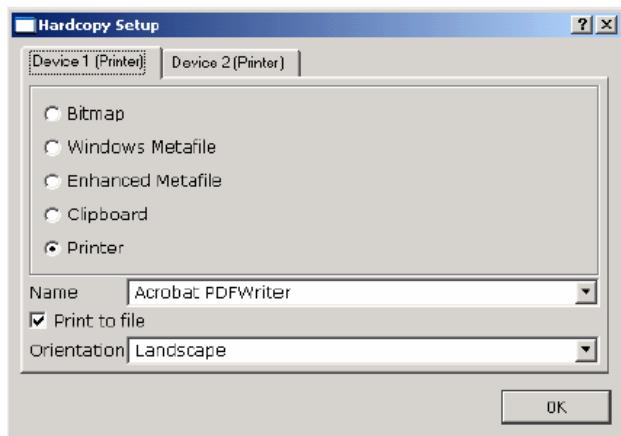 Hardcopy Setup
Device 1 (Printer) Device 2 (Printer)
Bitmap
Windows Metafile
Enhanced Metafile
Clipboard
Printer
Name Acrobat PDFWriter
Print to file
Orientation Landscape
OK